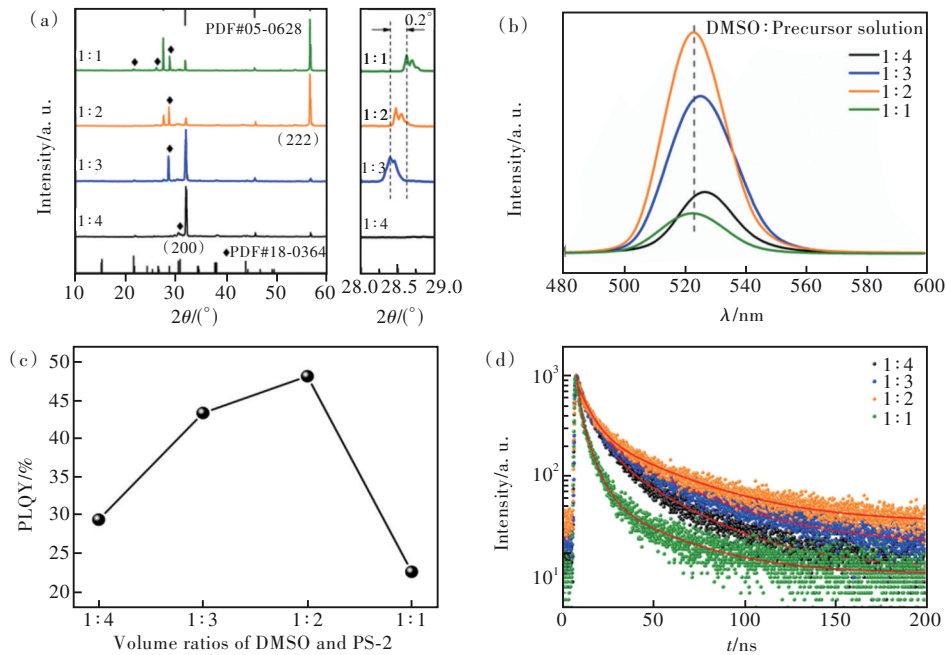 (a)
PDF#05-0628
1:1
1:2
(222)
1:3
1:4
(200)
PDF#18-0364
10 20 30 40 50 60
2θ/(°)
Intensity/a. u.
0.2°
1:1
1:2
1:3
1:4
28.0 28.5 29.0
2θ/(°)
(b)
DMSO:Precursor solution
1:4
1:3
1:2
1:1
Intensity/a. u.
480 500 520 540 560 580 600
λ/nm
(c)
50
45
40
35
30
25
20
PLQY/%
1:4 1:3 1:2 1:1
Volume ratios of DMSO and PS-2
(d)
1:4
1:3
1:2
1:1
10³
10²
10¹
Intensity/a. u.
0 50 100 150 200
t/ns